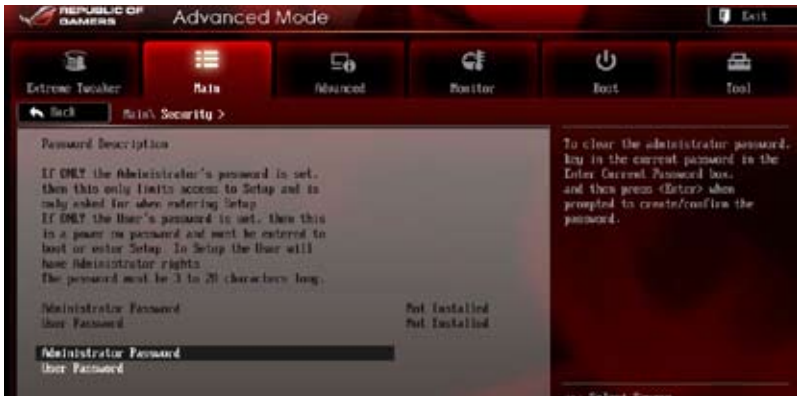 REPUBLIC OF
GAMERS
Advanced Mode
Exit
Extreme Tweaker
Main
Advanced
Monitor
Boot
Tool
Back
Main\ Security >
Password Description
If ONLY the Administrator's password is set,
then this only limits access to Setup and is
only asked for when entering Setup
If ONLY the User's password is set, then this
is a power on password and must be entered to
boot or enter Setup. In Setup the User will
have Administrator rights
The password must be 3 to 20 characters long.
Administrator Password
Not Installed
User Password
Not Installed
Administrator Password
User Password
To clear the administrator password,
key in the current password in the
Enter Current Password box,
and then press <Enter> when
prompted to create/confirm the
password.